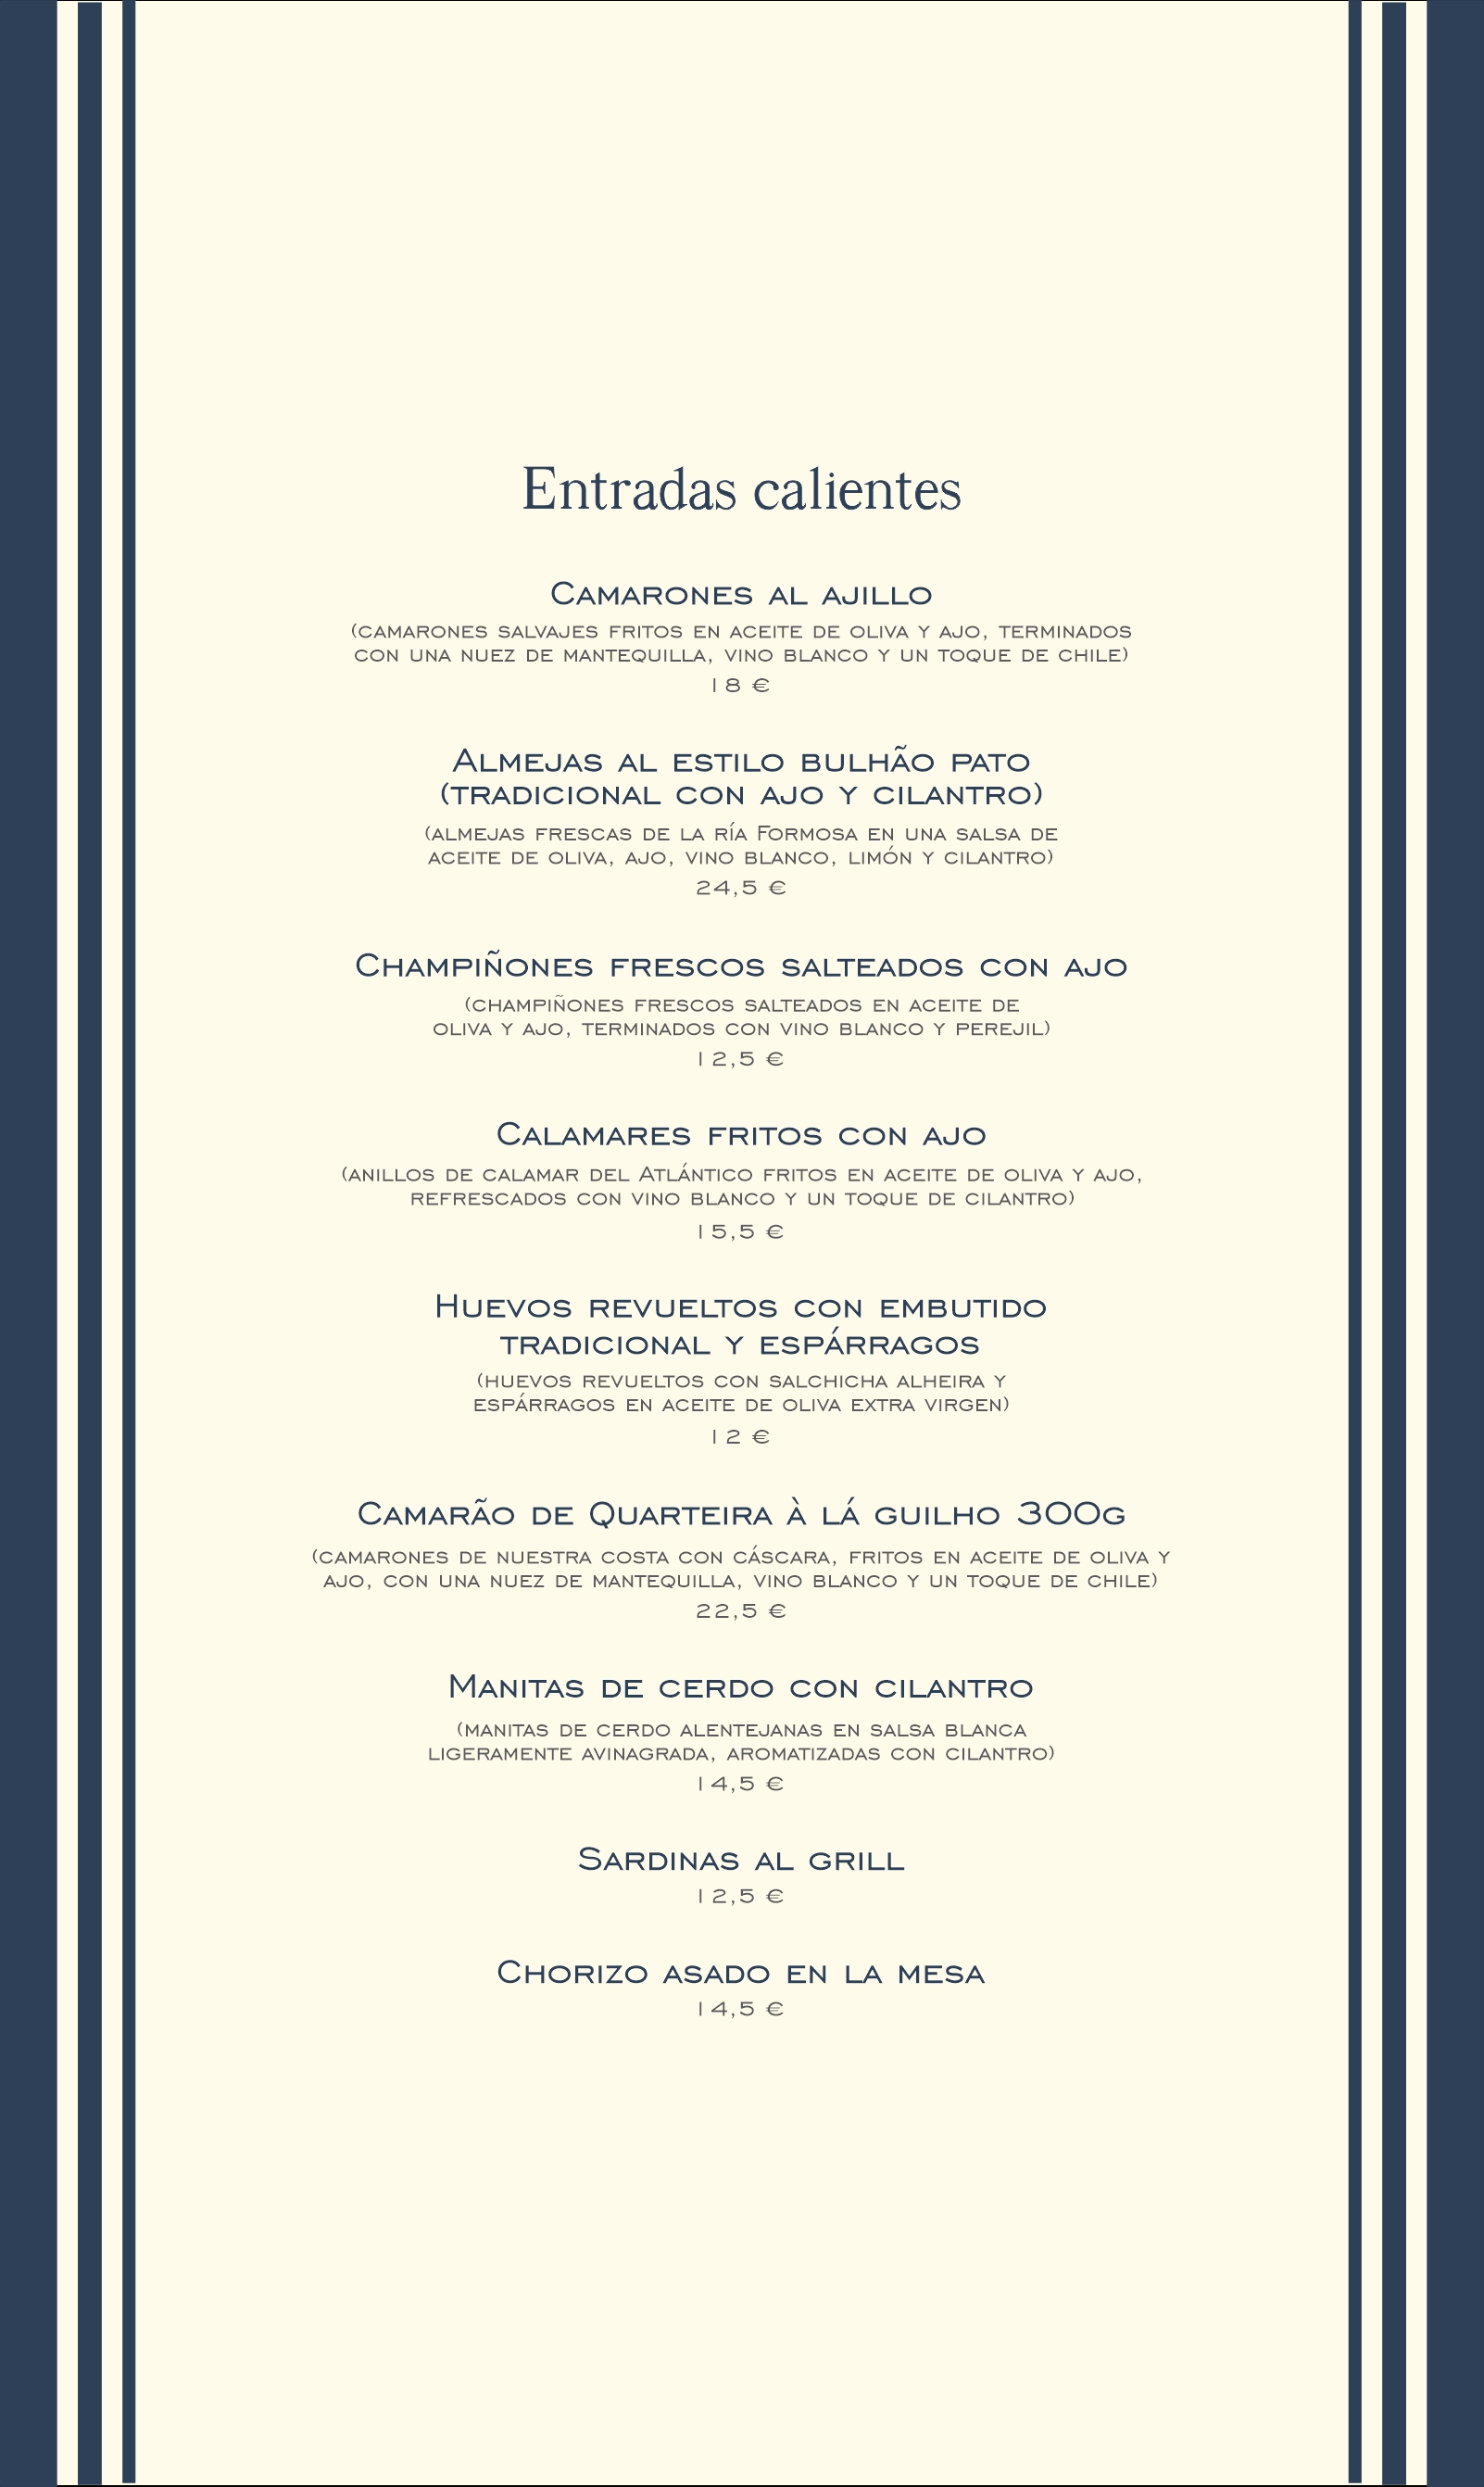 Entradas calientes
Camarones al ajillo
(camarones salvajes fritos en aceite de oliva y ajo, terminados
con una nuez de mantequilla, vino blanco y un toque de chile)
18 €
Almejas al estilo bulhão pato
(tradicional con ajo y cilantro)
(almejas frescas de la ría Formosa en una salsa de
aceite de oliva, ajo, vino blanco, limón y cilantro)
24,5 €
Champiñones frescos salteados con ajo
(champiñones frescos salteados en aceite de
oliva y ajo, terminados con vino blanco y perejil)
12,5 €
Calamares fritos con ajo
(anillos de calamar del Atlántico fritos en aceite de oliva y ajo,
refrescados con vino blanco y un toque de cilantro)
15,5 €
Huevos revueltos con embutido
tradicional y espárragos
(huevos revueltos con salchicha alheira y
espárragos en aceite de oliva extra virgen)
12 €
Camarão de Quarteira à lá guilho 300g
(camarones de nuestra costa con cáscara, fritos en aceite de oliva y
ajo, con una nuez de mantequilla, vino blanco y un toque de chile)
22,5 €
Manitas de cerdo con cilantro
(manitas de cerdo alentejanas en salsa blanca
ligeramente avinagrada, aromatizadas con cilantro)
14,5 €
Sardinas al grill
12,5 €
Chorizo asado en la mesa
14,5 €